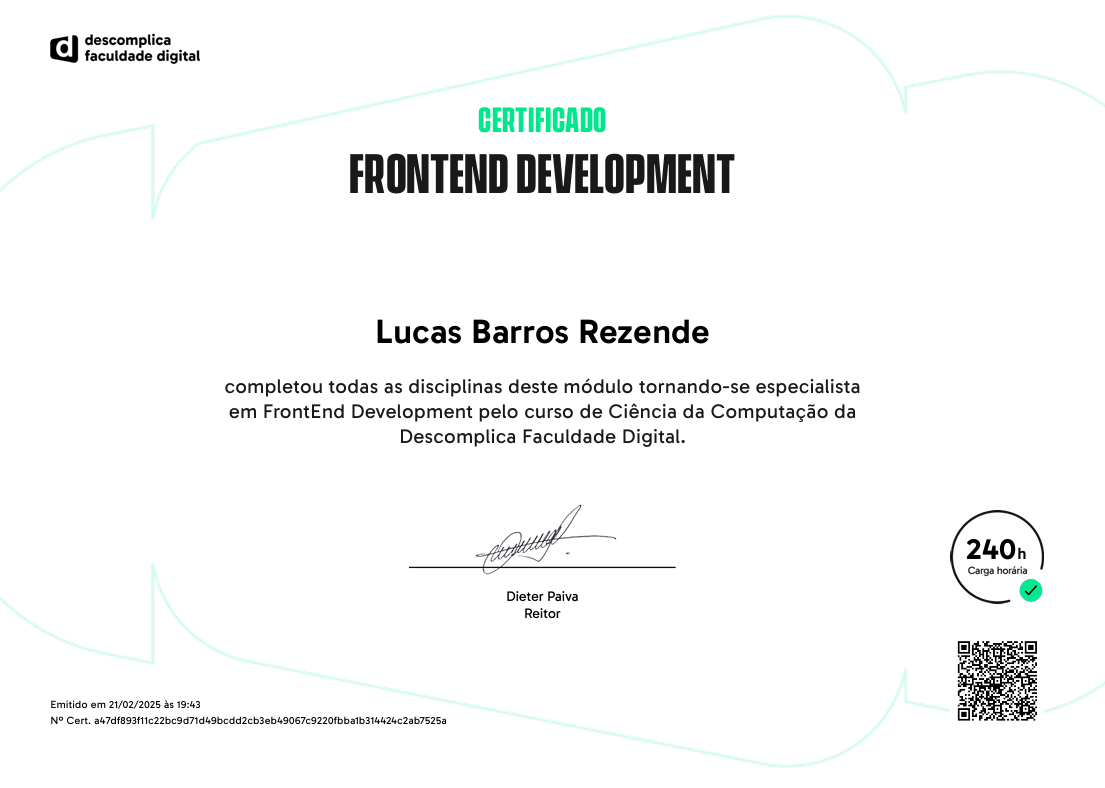 descomplica
faculdade digital
CERTIFICADO
FRONTEND DEVELOPMENT
Lucas Barros Rezende
completou todas as disciplinas deste módulo tornando-se especialista
em FrontEnd Development pelo curso de Ciência da Computação da
Descomplica Faculdade Digital.
Dieter Paiva
Reitor
240h
Carga horária
Emitido em 21/02/2025 às 19:43
Nº Cert. a47df893f11c22bc9d71d49bcdd2cb3eb49067c9220fbba1b314424c2ab7525a